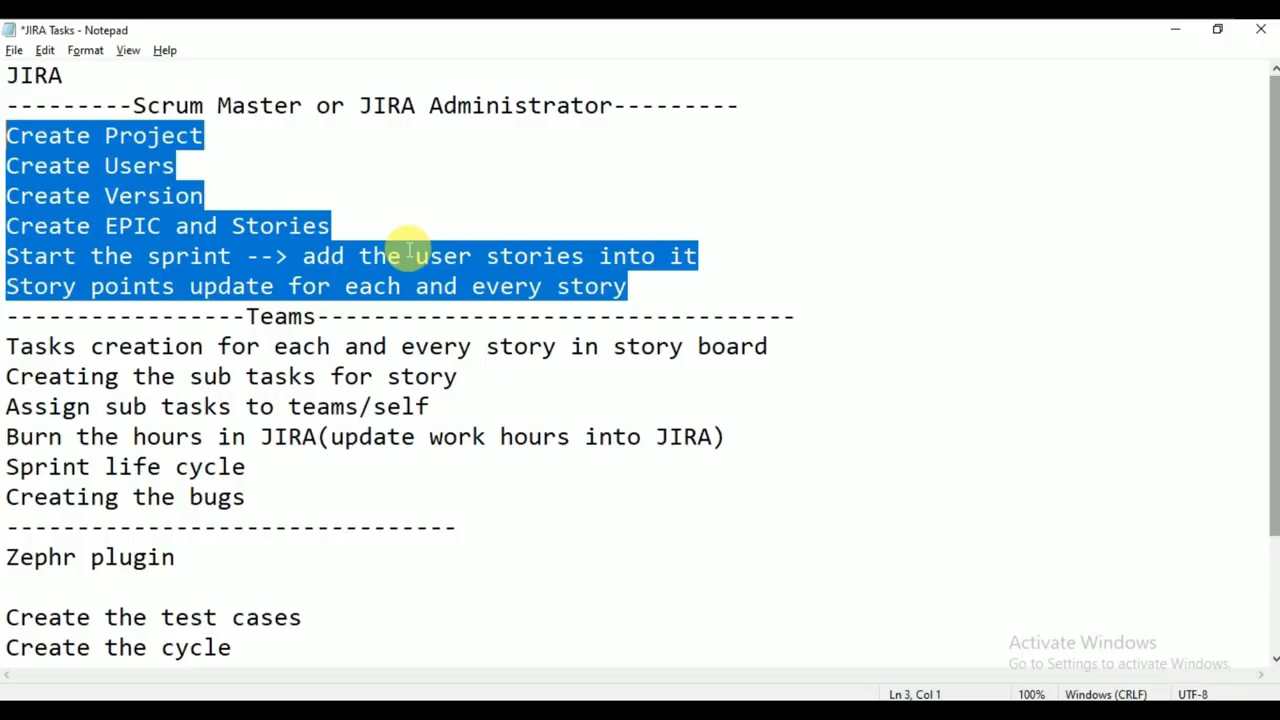 *JIRA Tasks - Notepad
File Edit Format View Help
JIRA
---------Scrum Master or JIRA Administrator---------
Create Project
Create Users
Create Version
Create EPIC and Stories
Start the sprint --> add the user stories into it
Story points update for each and every story
-----------------Teams----------------------------------
Tasks creation for each and every story in story board
Creating the sub tasks for story
Assign sub tasks to teams/self
Burn the hours in JIRA(update work hours into JIRA)
Sprint life cycle
Creating the bugs
--------------------------------
Zephr plugin
Create the test cases
Create the cycle
Activate Windows
Go to Settings to activate Windows.
Ln 3, Col 1 100% Windows (CRLF) UTF-8